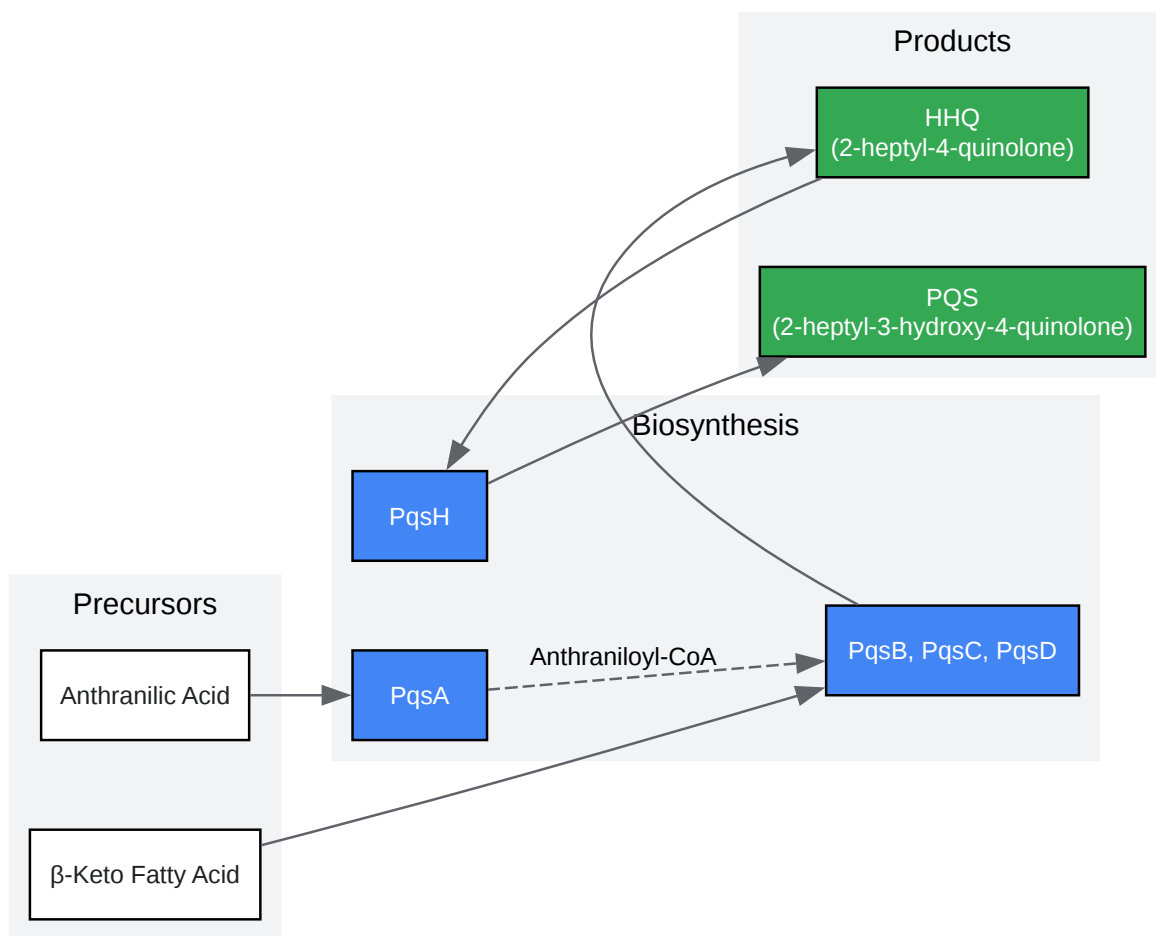 Products
HHQ
(2-heptyl-4-quinolone)
PQS
(2-heptyl-3-hydroxy-4-quinolone)
Biosynthesis
PqsH
Precursors
Anthranilic Acid
PqsA
Anthraniloyl-CoA
PqsB, PqsC, PqsD
β-Keto Fatty Acid